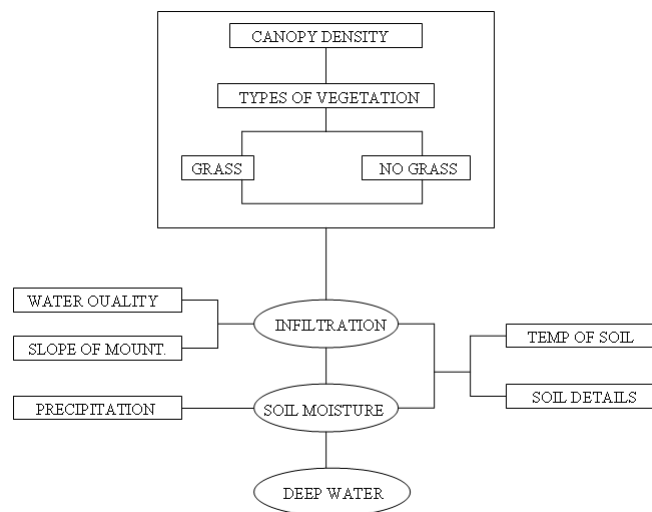 CANOPY DENSITY
TYPES OF VEGETATION
GRASS
NO GRASS
WATER OUALITY
INFILTRATION
TEMP OF SOIL
SLOPE OF MOUNT.
PRECIPITATION
SOIL MOISTURE
SOIL DETAILS
DEEP WATER